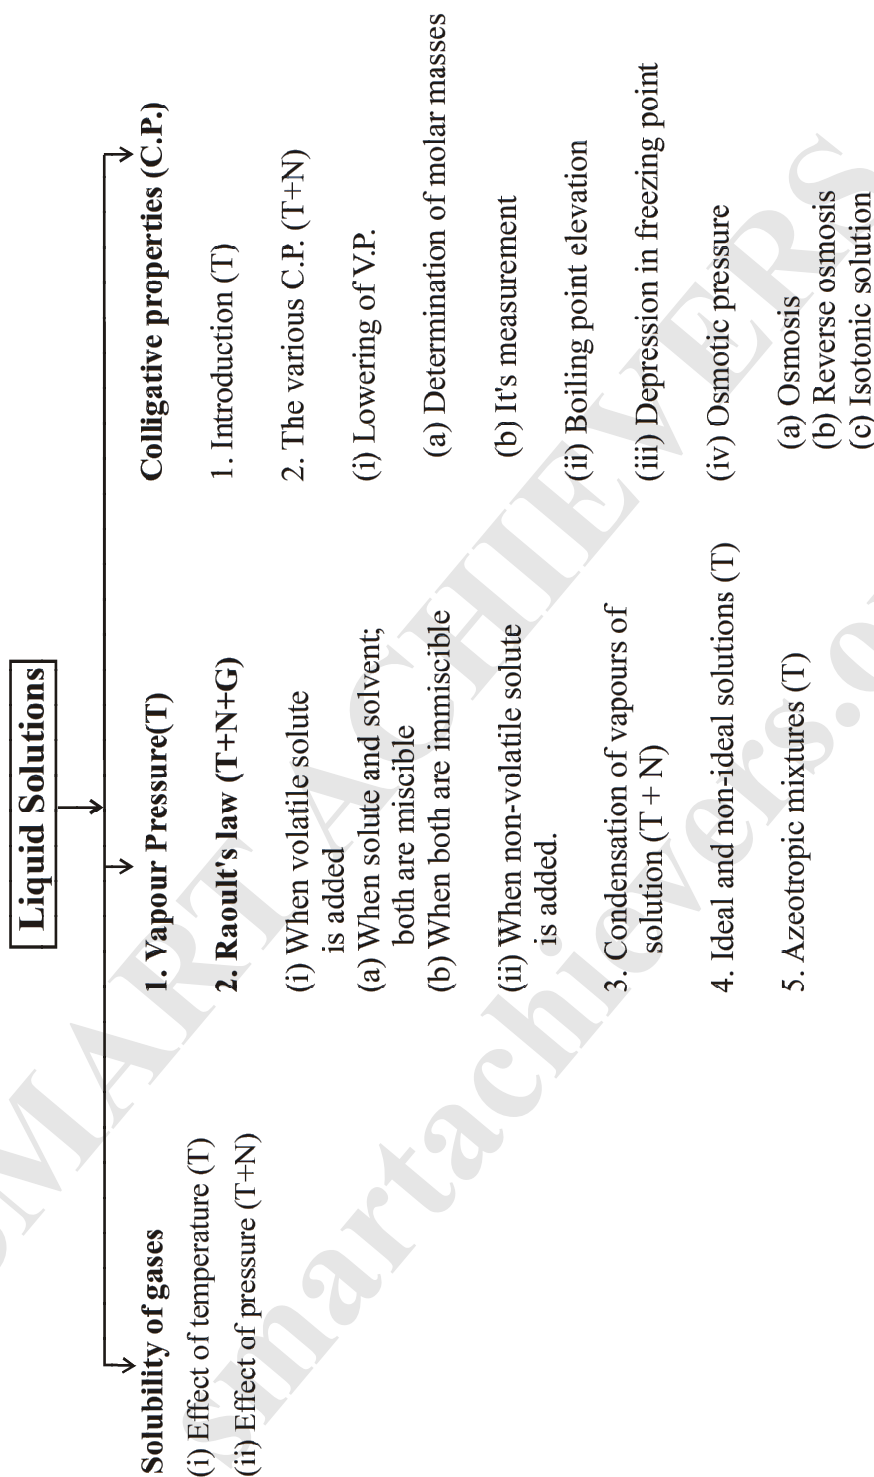 Liquid Solutions
Solubility of gases
(i) Effect of temperature (T)
(ii) Effect of pressure (T+N)
1. Vapour Pressure(T)
2. Raoult's law (T+N+G)
(i) When volatile solute
is added
(a) When solute and solvent;
both are miscible
(b) When both are immiscible
(ii) When non-volatile solute
is added.
3. Condensation of vapours of
solution (T + N)
4. Ideal and non-ideal solutions (T)
5. Azeotropic mixtures (T)
Colligative properties (C.P.)
1. Introduction (T)
2. The various C.P. (T+N)
(i) Lowering of V.P.
(a) Determination of molar masses
(b) It's measurement
(ii) Boiling point elevation
(iii) Depression in freezing point
(iv) Osmotic pressure
(a) Osmosis
(b) Reverse osmosis
(c) Isotonic solution